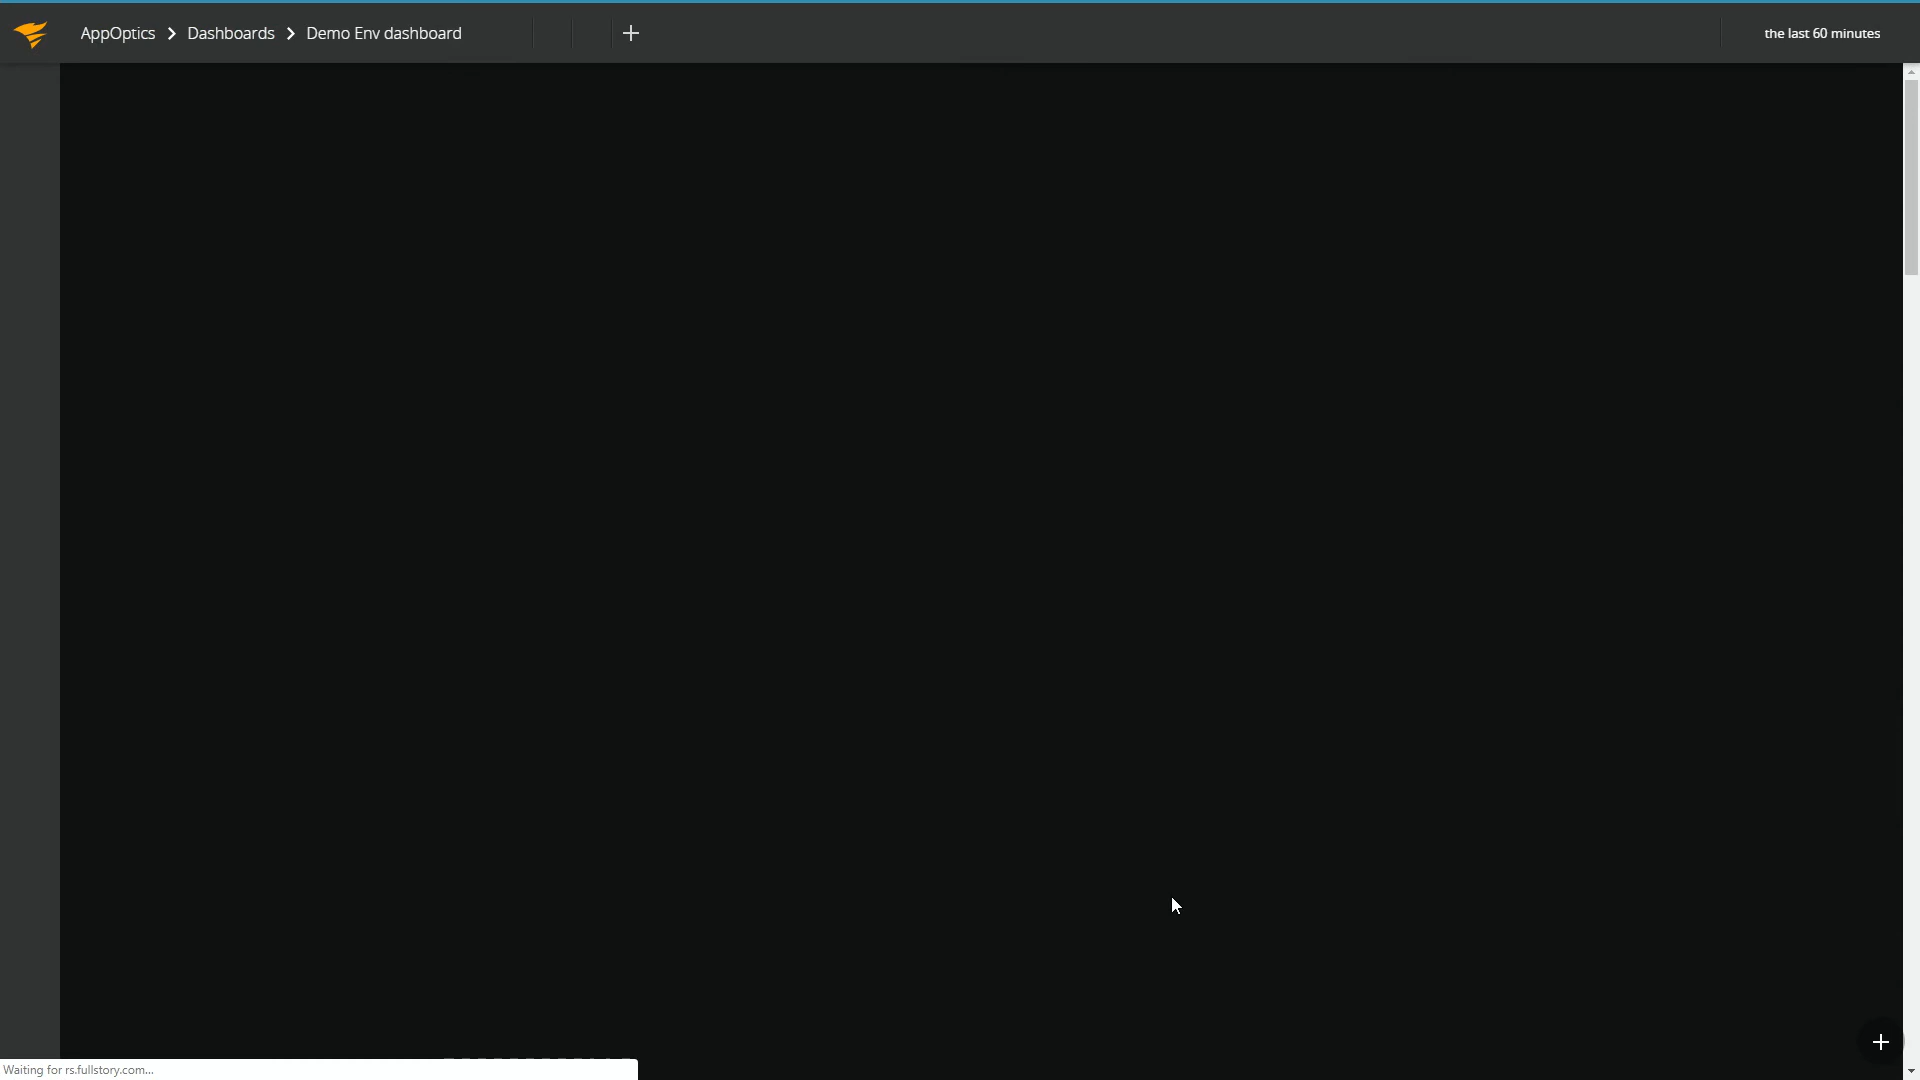 AppOptics > Dashboards > Demo Env dashboard
the last 60 minutes
Waiting for rs.fullstory.com...